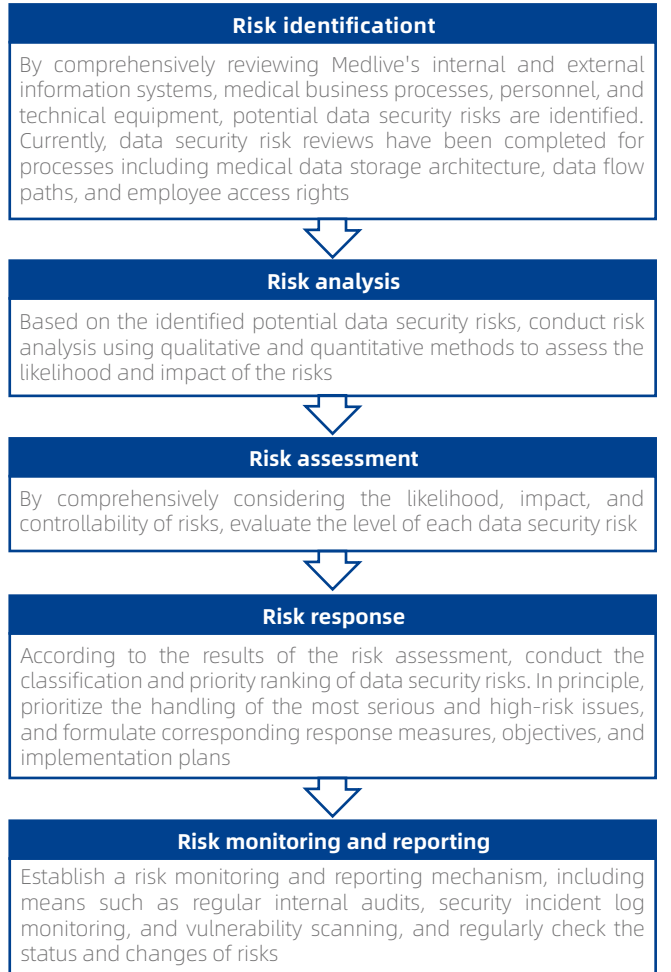 Risk identificationt
By comprehensively reviewing Medlive's internal and external
information systems, medical business processes, personnel, and
technical equipment, potential data security risks are identified.
Currently, data security risk reviews have been completed for
processes including medical data storage architecture, data flow
paths, and employee access rights
Risk analysis
Based on the identified potential data security risks, conduct risk
analysis using qualitative and quantitative methods to assess the
likelihood and impact of the risks
Risk assessment
By comprehensively considering the likelihood, impact, and
controllability of risks, evaluate the level of each data security risk
Risk response
According to the results of the risk assessment, conduct the
classification and priority ranking of data security risks. In principle,
prioritize the handling of the most serious and high-risk issues,
and formulate corresponding response measures, objectives, and
implementation plans
Risk monitoring and reporting
Establish a risk monitoring and reporting mechanism, including
means such as regular internal audits, security incident log
monitoring, and vulnerability scanning, and regularly check the
status and changes of risks